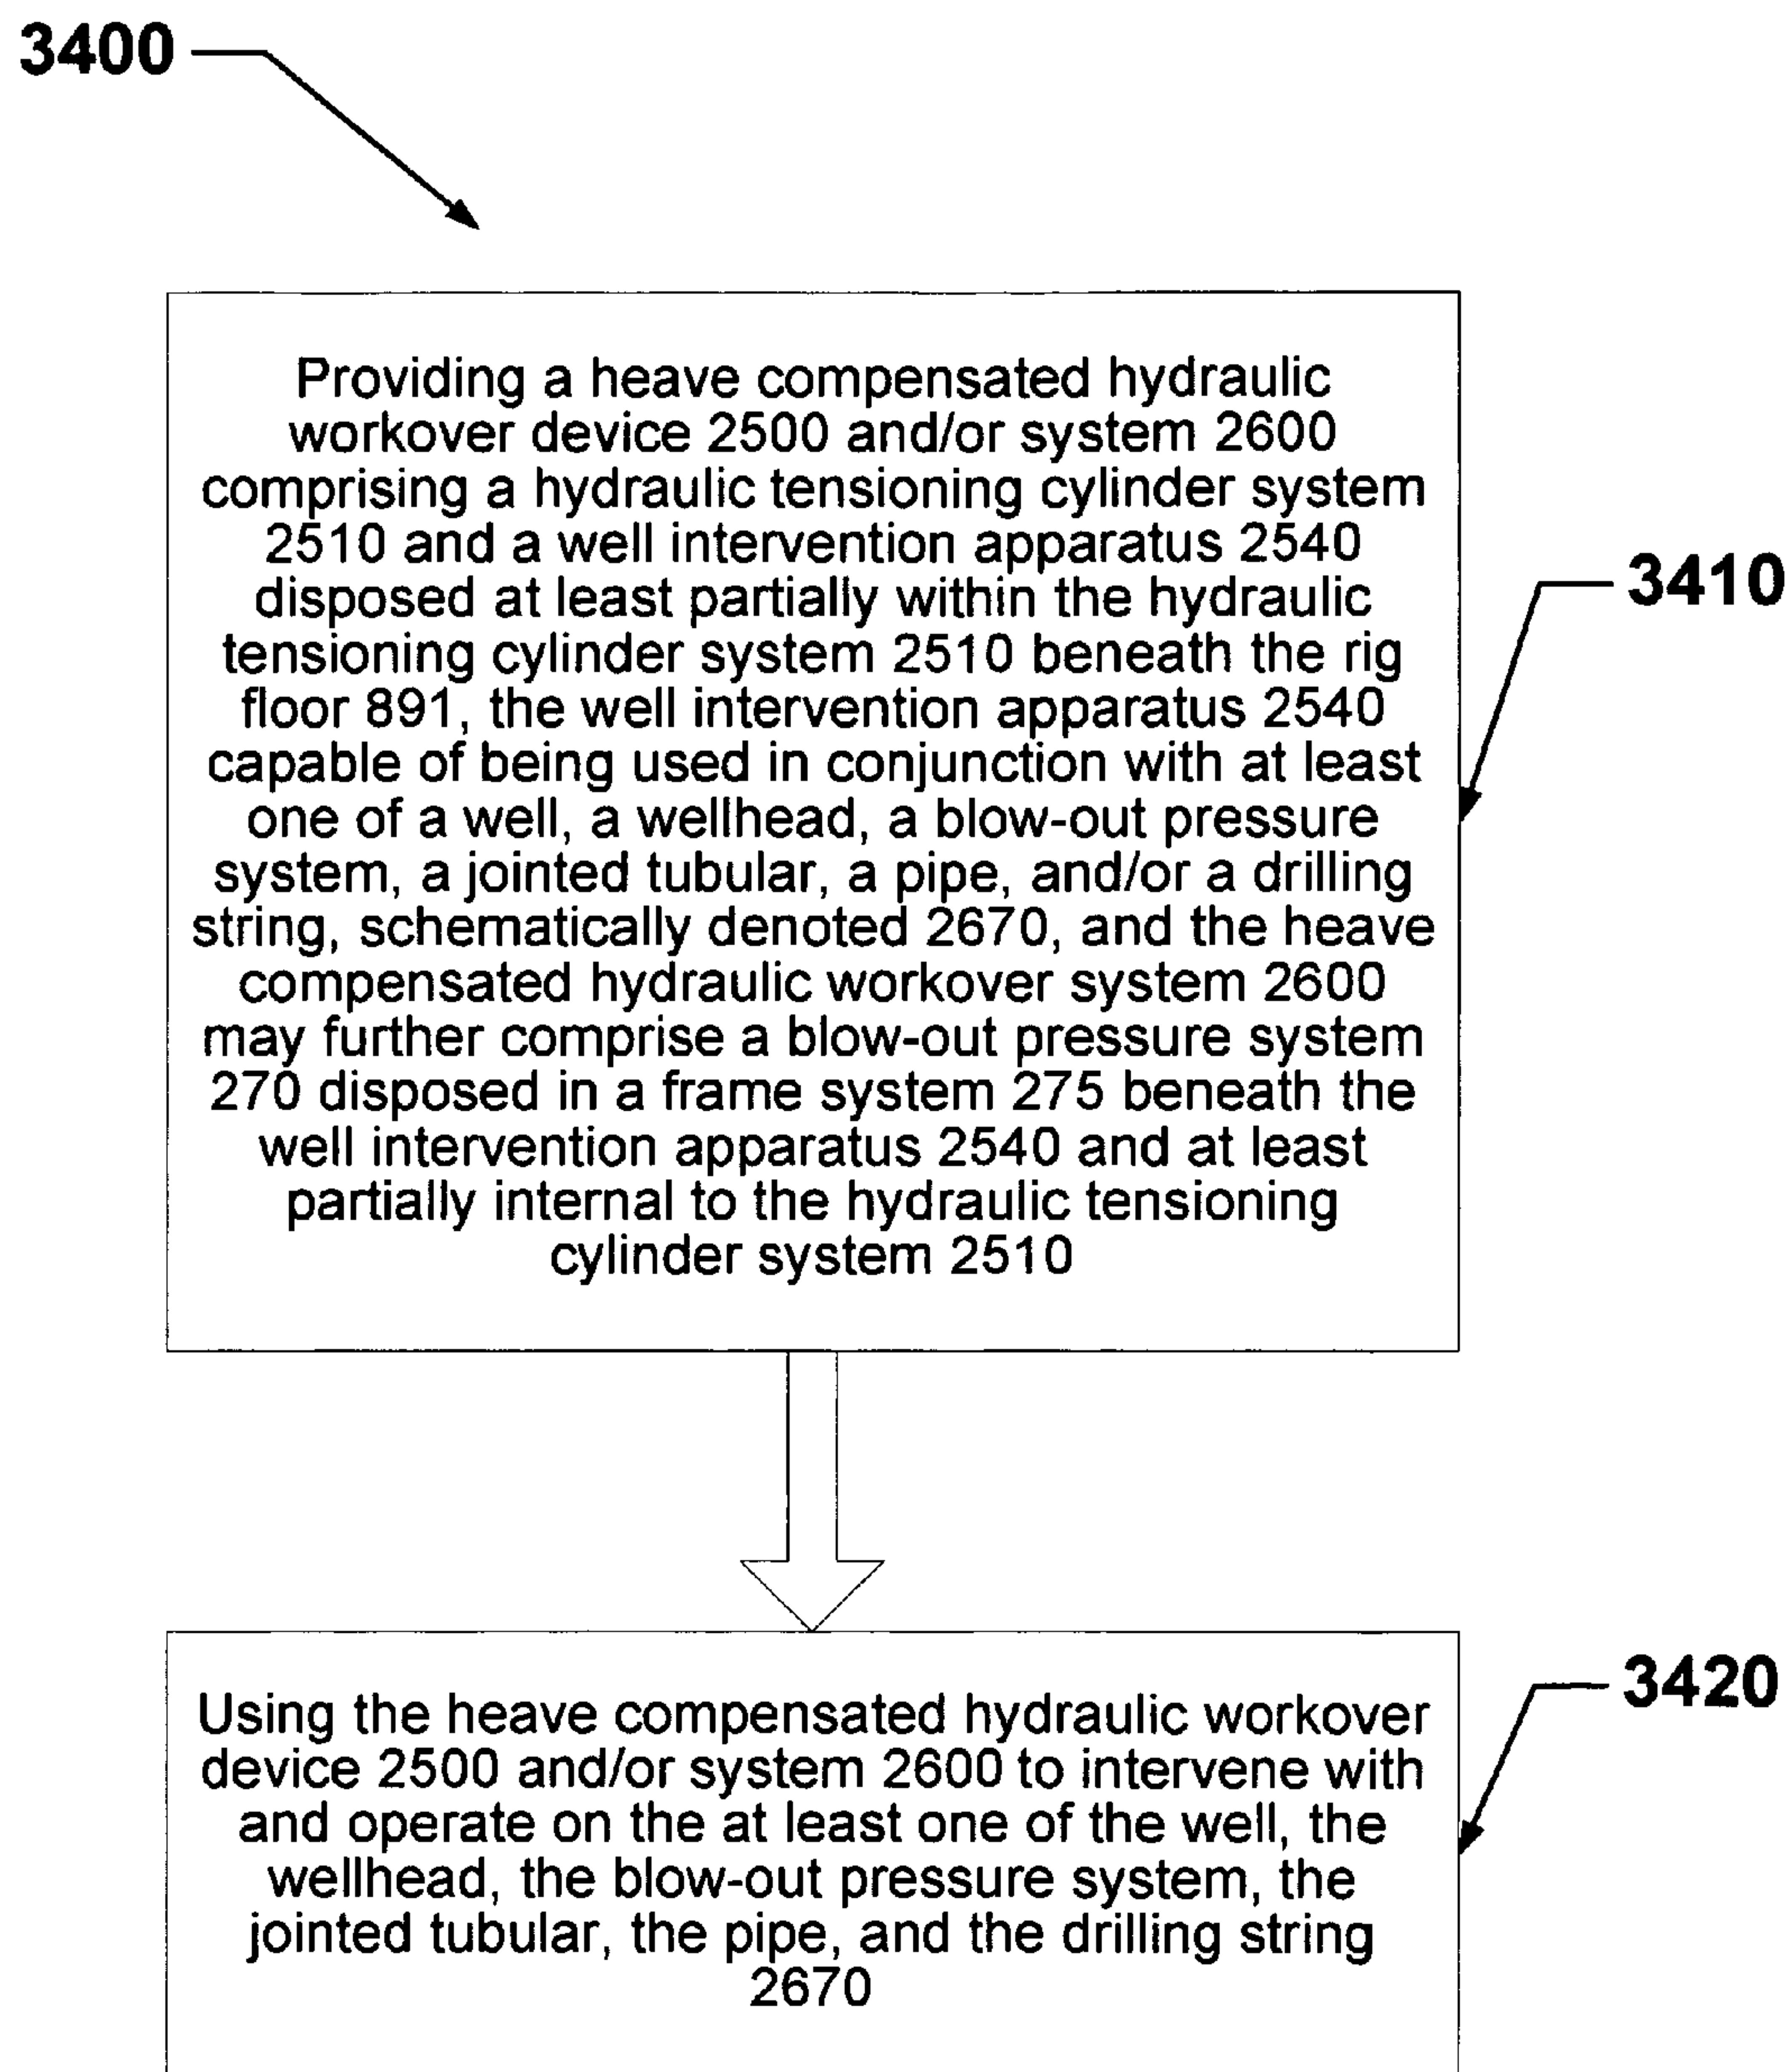 3400
Providing a heave compensated hydraulic
workover device 2500 and/or system 2600
comprising a hydraulic tensioning cylinder system
2510 and a well intervention apparatus 2540
disposed at least partially within the hydraulic
tensioning cylinder system 2510 beneath the rig
floor 891, the well intervention apparatus 2540
capable of being used in conjunction with at least
one of a well, a wellhead, a blow-out pressure
system, a jointed tubular, a pipe, and/or a drilling
string, schematically denoted 2670, and the heave
compensated hydraulic workover system 2600
may further comprise a blow-out pressure system
270 disposed in a frame system 275 beneath the
well intervention apparatus 2540 and at least
partially internal to the hydraulic tensioning
cylinder system 2510
3410
Using the heave compensated hydraulic workover
device 2500 and/or system 2600 to intervene with
and operate on the at least one of the well, the
wellhead, the blow-out pressure system, the
jointed tubular, the pipe, and the drilling string
2670
3420